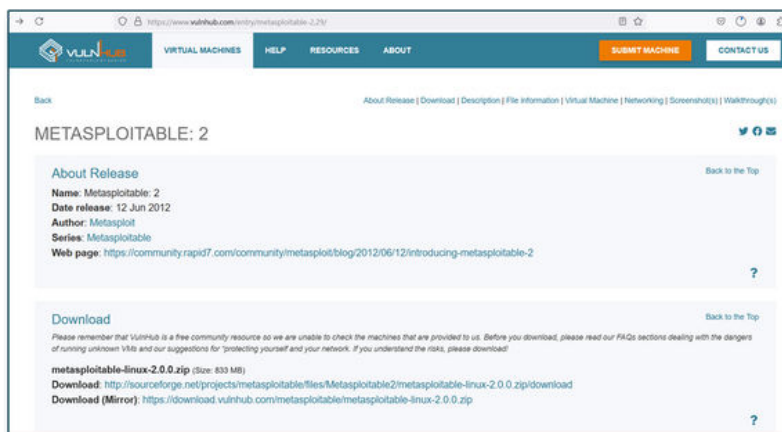 https://www.vulnhub.com/entry/metasploitable-2,29/
VULNHUB
VIRTUAL MACHINES HELP RESOURCES ABOUT SUBMIT MACHINE CONTACT US
Back About Release | Download | Description | File information | Virtual Machine | Networking | Screenshot(s) | Walkthrough(s)
METASPLOITABLE: 2
About Release Back to the Top
Name: Metasploitable: 2
Date release: 12 Jun 2012
Author: Metasploit
Series: Metasploitable
Web page: https://community.rapid7.com/community/metasploit/blog/2012/06/12/introducing-metasploitable-2
?
Download Back to the Top
Please remember that VulnHub is a free community resource so we are unable to check the machines that are provided to us. Before you download, please read our FAQs sections dealing with the dangers
of running unknown VMs and our suggestions for "protecting yourself and your network. If you understand the risks, please download!
metasploitable-linux-2.0.0.zip (Size: 833 MB)
Download: http://sourceforge.net/projects/metasploitable/files/Metasploitable2/metasploitable-linux-2.0.0.zip/download
Download (Mirror): https://download.vulnhub.com/metasploitable/metasploitable-linux-2.0.0.zip
?